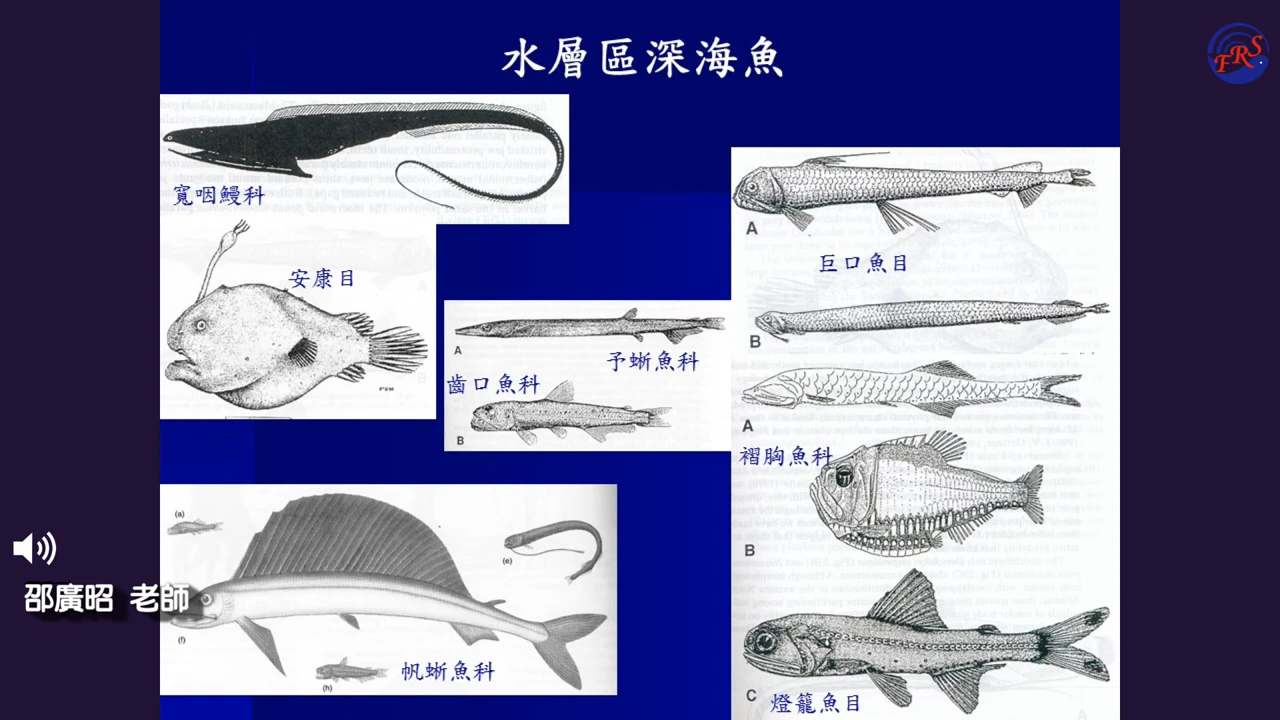 水層區深海魚
FRS
寬咽鰻科
安康目
A
巨口魚目
B
A
予蜥魚科
齒口魚科
B
A
褶胸魚科
B
(a)
(e)
邵廣昭 老師
(f)
(h)
帆蜥魚科
C
燈籠魚目